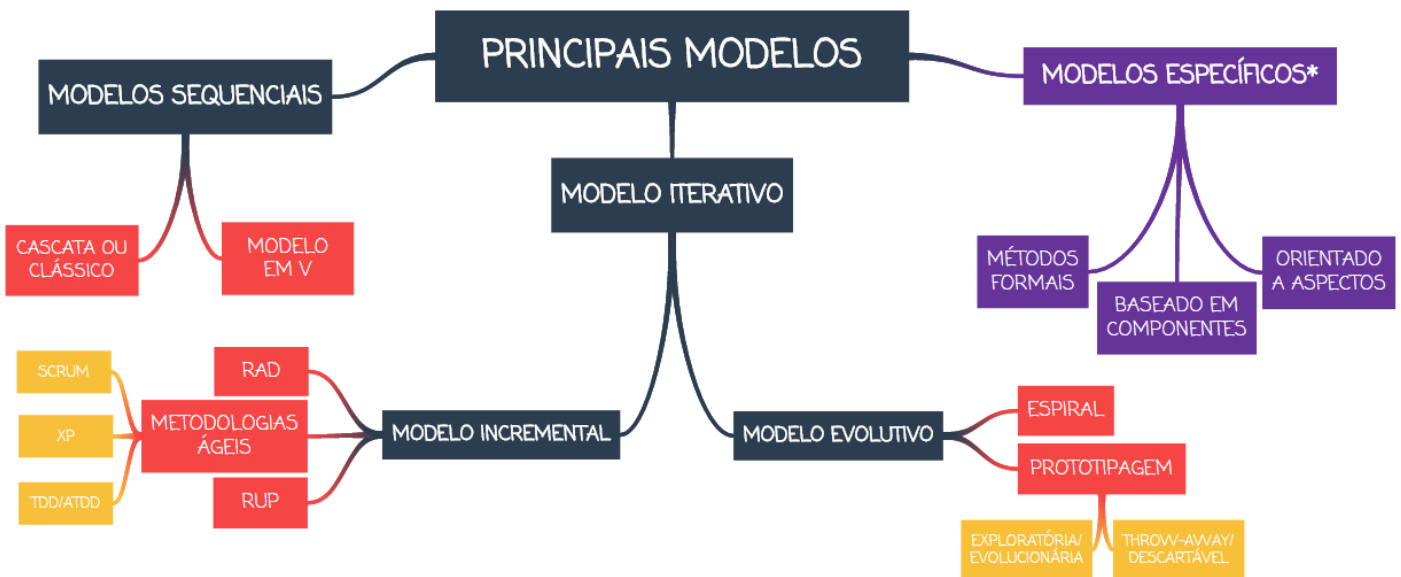 PRINCIPAIS MODELOS
MODELOS SEQUENCIAIS
MODELOS ESPECÍFICOS*
MODELO ITERATIVO
CASCATA OU
CLÁSSICO
MODELO
EM V
MÉTODOS
FORMAIS
BASEADO EM
COMPONENTES
ORIENTADO
A ASPECTOS
SCRUM
XP
TDD/ATDD
RAD
METODOLOGIAS
ÁGEIS
RUP
MODELO INCREMENTAL
MODELO EVOLUTIVO
ESPIRAL
PROTOTIPAGEM
EXPLORATÓRIA/
EVOLUCIONÁRIA
THROW-AWAY/
DESCARTÁVEL